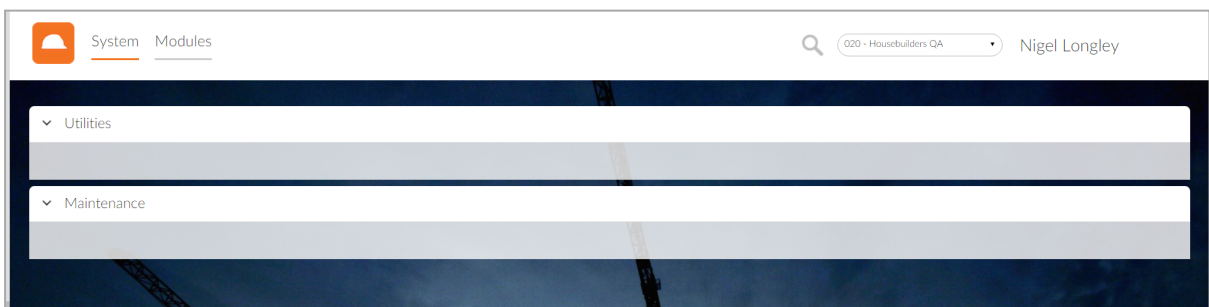 System Modules 020 - Housebuilders QA Nigel Longley
Utilities
Maintenance